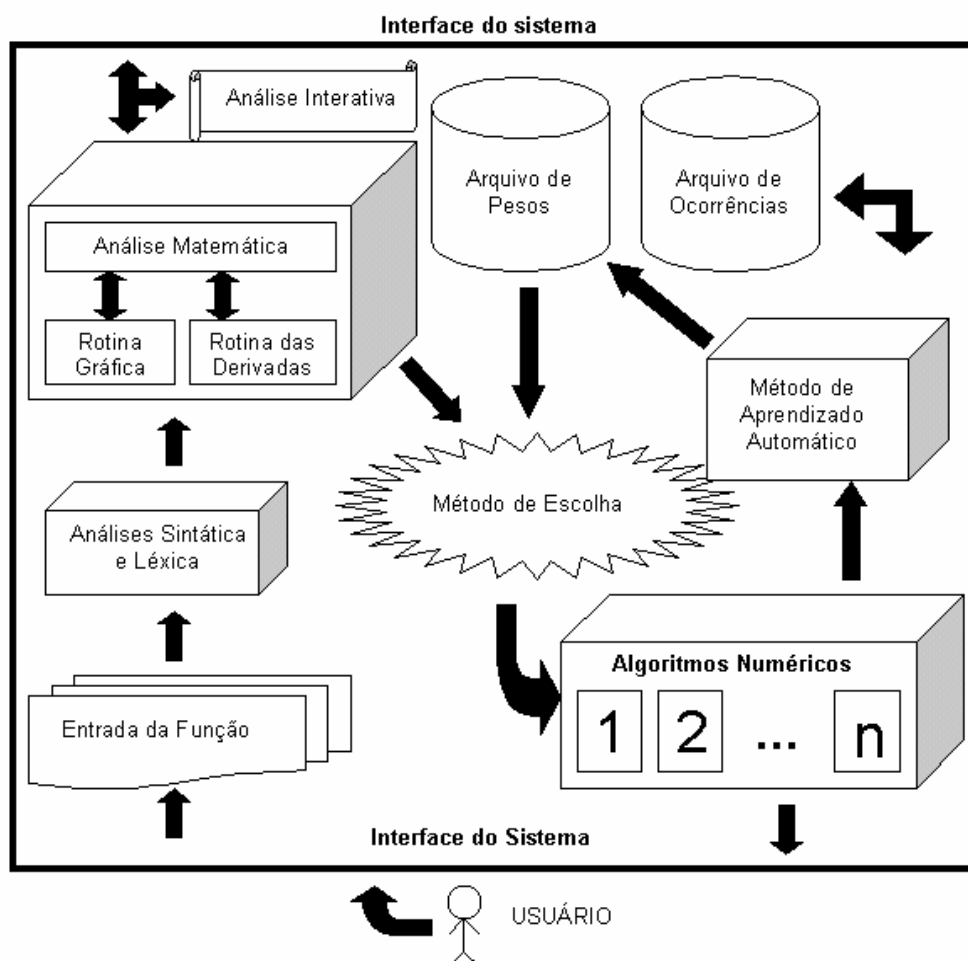 Interface do sistema
Análise Interativa
Arquivo de
Pesos
Arquivo de
Ocorrências
Análise Matemática
Rotina
Gráfica
Rotina das
Derivadas
Método de
Aprendizado
Automático
Método de Escolha
Análises Sintática
e Léxica
Algoritmos Numéricos
1 2 ... n
Entrada da Função
Interface do Sistema
USUÁRIO